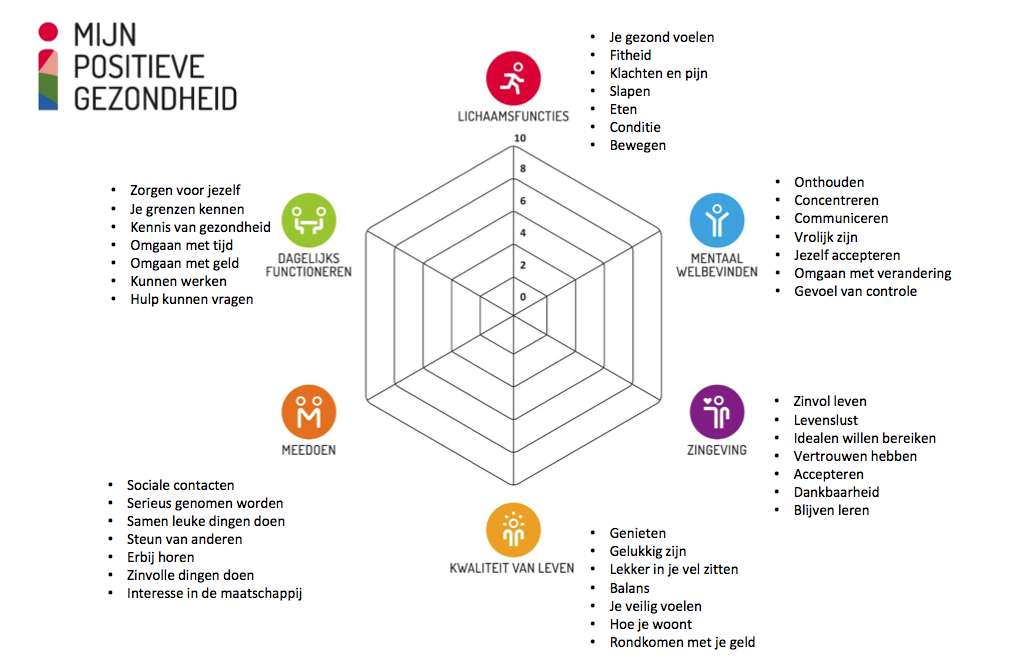 MIJN
POSITIEVE
GEZONDHEID
LICHAAMSFUNCTIES
• Je gezond voelen
• Fitheid
• Klachten en pijn
• Slapen
• Eten
• Conditie
• Bewegen
10
8
6
4
2
0
MENTAAL
WELBEVINDEN
• Onthouden
• Concentreren
• Communiceren
• Vrolijk zijn
• Jezelf accepteren
• Omgaan met verandering
• Gevoel van controle
• Zorgen voor jezelf
• Je grenzen kennen
• Kennis van gezondheid
• Omgaan met tijd
• Omgaan met geld
• Kunnen werken
• Hulp kunnen vragen
DAGELIJKS
FUNCTIONEREN
ZINGEVING
• Zinvol leven
• Levenslust
• Idealen willen bereiken
• Vertrouwen hebben
• Accepteren
• Dankbaarheid
• Blijven leren
MEEDOEN
• Sociale contacten
• Serieus genomen worden
• Samen leuke dingen doen
• Steun van anderen
• Erbij horen
• Zinvolle dingen doen
• Interesse in de maatschappij
KWALITEIT VAN LEVEN
• Genieten
• Gelukkig zijn
• Lekker in je vel zitten
• Balans
• Je veilig voelen
• Hoe je woont
• Rondkomen met je geld